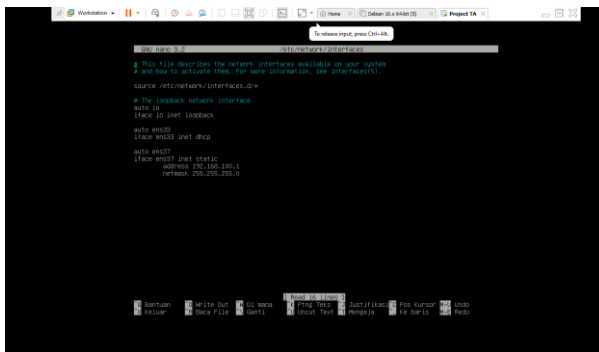 Workstation
Home
Debian 10.x 64-bit (5)
Project TA
To release input, press Ctrl+Alt.
GNU nano 3.2 /etc/network/interfaces
# This file describes the network interfaces available on your system
# and how to activate them. For more information, see interfaces(5).
source /etc/network/interfaces.d/*
# The loopback network interface
auto lo
iface lo inet loopback
auto ens33
iface ens33 inet dhcp
auto ens37
iface ens37 inet static
address 192.168.100.1
netmask 255.255.255.0
[ Read 16 lines ]
^G Bantuan ^O Write Out ^W Di mana ^K Ptng Teks ^J Justifikasi ^C Pos Kursor M-U Undo
^X Keluar ^R Baca File ^\ Ganti ^U Uncut Text ^T Mengeja ^_ Ke baris M-E Redo